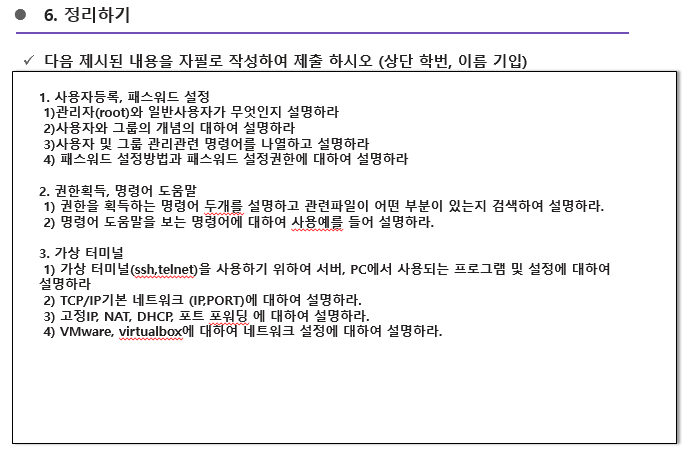 ● 6. 정리하기
✓ 다음 제시된 내용을 자필로 작성하여 제출 하시오 (상단 학번, 이름 기입)
1. 사용자등록, 패스워드 설정
1)관리자(root)와 일반사용자가 무엇인지 설명하라
2)사용자와 그룹의 개념의 대하여 설명하라
3)사용자 및 그룹 관리관련 명령어를 나열하고 설명하라
4) 패스워드 설정방법과 패스워드 설정권한에 대하여 설명하라
2. 권한획득, 명령어 도움말
1) 권한을 획득하는 명령어 두개를 설명하고 관련파일이 어떤 부분이 있는지 검색하여 설명하라.
2) 명령어 도움말을 보는 명령어에 대하여 사용예를 들어 설명하라.
3. 가상 터미널
1) 가상 터미널(ssh,telnet)을 사용하기 위하여 서버, PC에서 사용되는 프로그램 및 설정에 대하여
설명하라
2) TCP/IP기본 네트워크 (IP,PORT)에 대하여 설명하라.
3) 고정IP, NAT, DHCP, 포트 포워딩 에 대하여 설명하라.
4) VMware, virtualbox에 대하여 네트워크 설정에 대하여 설명하라.